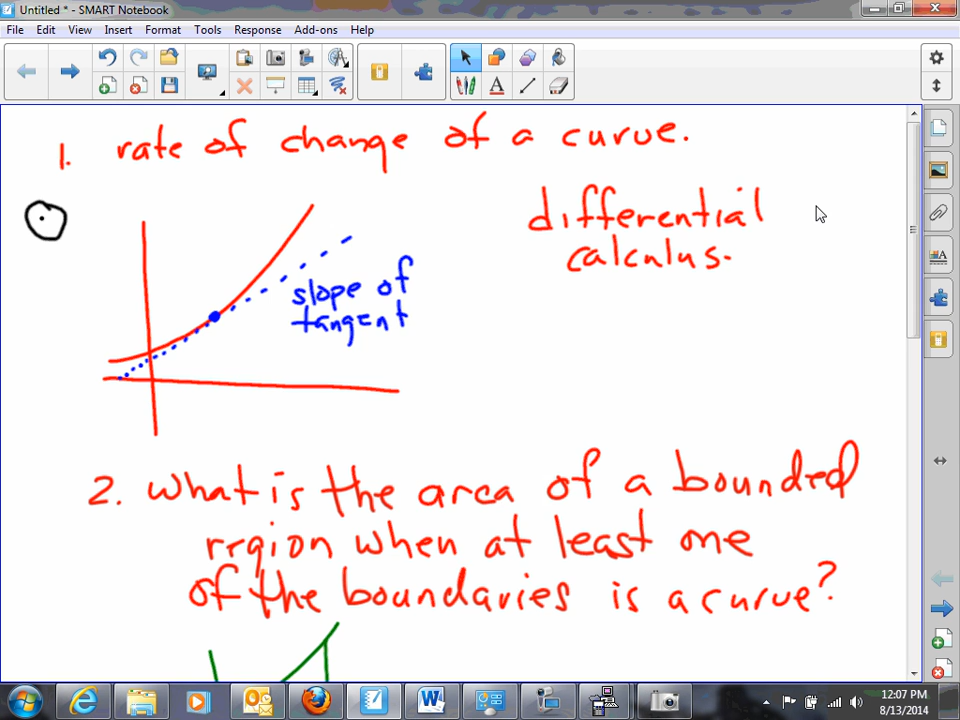 Untitled * - SMART Notebook
File Edit View Insert Format Tools Response Add-ons Help
1. rate of change of a curve.
differential
calculus.
slope of
tangent
2. what is the area of a bounded
region when at least one
of the boundaries is a curve?
12:07 PM
8/13/2014